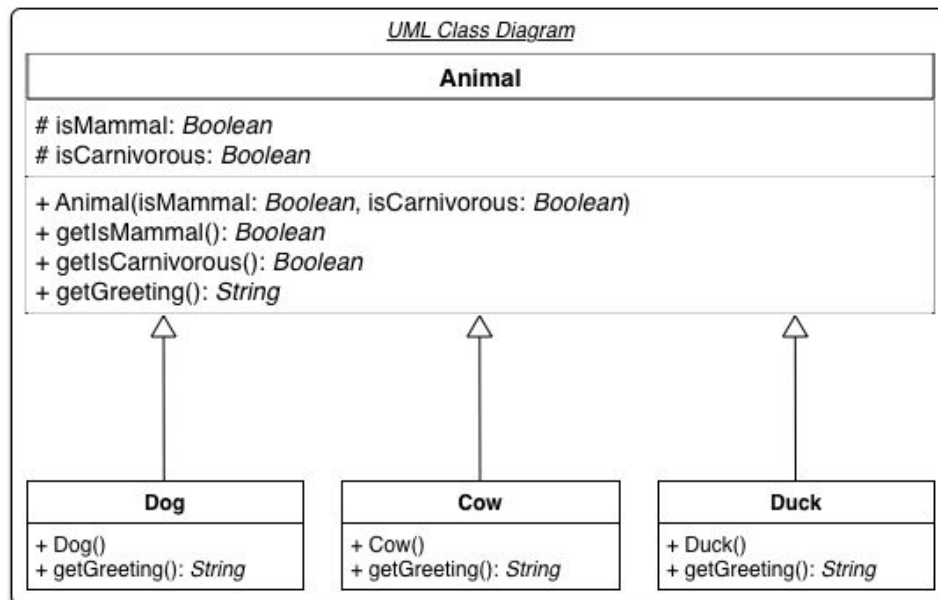 UML Class Diagram
Animal
# isMammal: Boolean
# isCarnivorous: Boolean
+ Animal(isMammal: Boolean, isCarnivorous: Boolean)
+ getIsMammal(): Boolean
+ getIsCarnivorous(): Boolean
+ getGreeting(): String
Dog
+ Dog()
+ getGreeting(): String
Cow
+ Cow()
+ getGreeting(): String
Duck
+ Duck()
+ getGreeting(): String